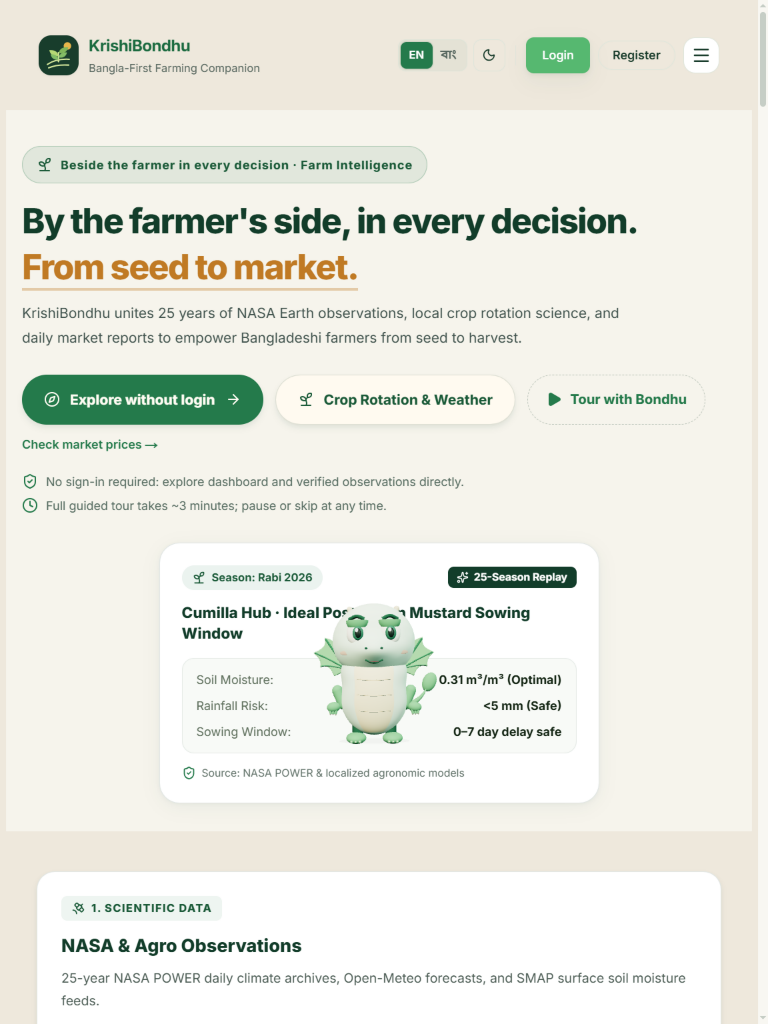 KrishiBondhu
Bangla-First Farming Companion
EN
বাং
Login
Register
Beside the farmer in every decision · Farm Intelligence
By the farmer's side, in every decision.
From seed to market.
KrishiBondhu unites 25 years of NASA Earth observations, local crop rotation science, and
daily market reports to empower Bangladeshi farmers from seed to harvest.
Explore without login →
Crop Rotation & Weather
Tour with Bondhu
Check market prices →
No sign-in required: explore dashboard and verified observations directly.
Full guided tour takes ~3 minutes; pause or skip at any time.
Season: Rabi 2026
25-Season Replay
Cumilla Hub · Ideal Mustard Sowing
Window
Soil Moisture: 0.31 m³/m³ (Optimal)
Rainfall Risk: <5 mm (Safe)
Sowing Window: 0–7 day delay safe
Source: NASA POWER & localized agronomic models
1. SCIENTIFIC DATA
NASA & Agro Observations
25-year NASA POWER daily climate archives, Open-Meteo forecasts, and SMAP surface soil moisture
feeds.